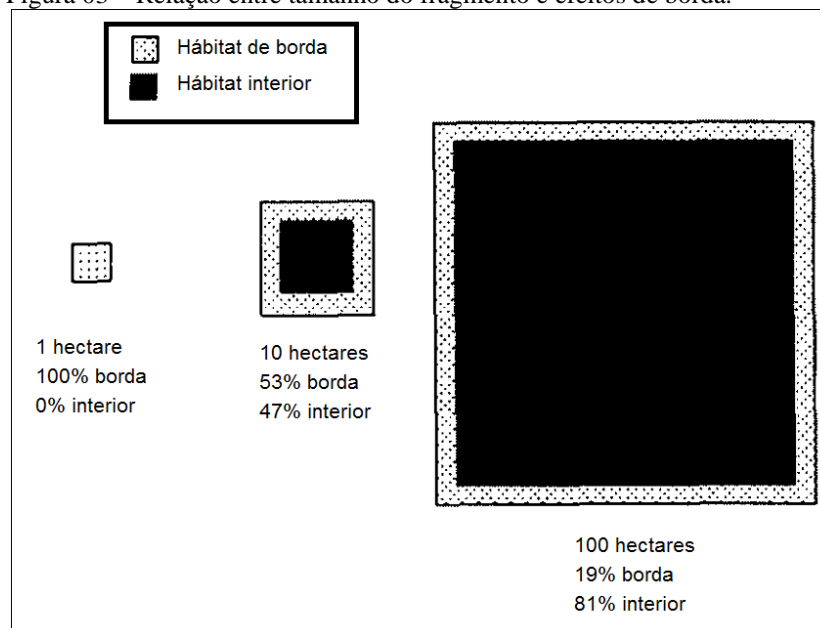 Figura 03 – Relação entre tamanho do fragmento e efeitos de borda.
Hábitat de borda
Hábitat interior
1 hectare
100% borda
0% interior
10 hectares
53% borda
47% interior
100 hectares
19% borda
81% interior